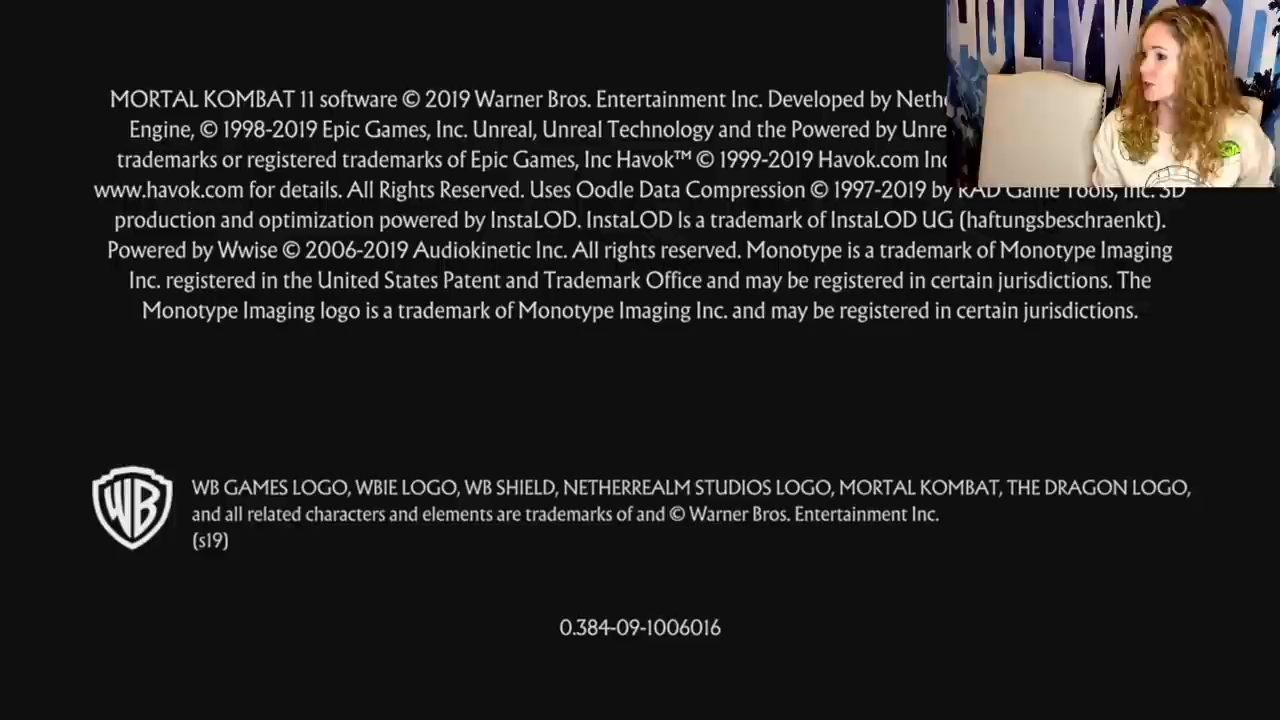 HOLLYWOOD
MORTAL KOMBAT 11 software © 2019 Warner Bros. Entertainment Inc. Developed by
Engine, © 1998-2019 Epic Games, Inc. Unreal, Unreal Technology and the Powered by
trademarks or registered trademarks of Epic Games, Inc Havok™ © 1999-2019 Havok.com Inc
www.havok.com for details. All Rights Reserved. Uses Oodle Data Compression © 1997-2019 by RAD Game Tools, Inc. 3D
production and optimization powered by InstaLOD. InstaLOD Is a trademark of InstaLOD UG (haftungsbeschraenkt).
Powered by Wwise © 2006-2019 Audiokinetic Inc. All rights reserved. Monotype is a trademark of Monotype Imaging
Inc. registered in the United States Patent and Trademark Office and may be registered in certain jurisdictions. The
Monotype Imaging logo is a trademark of Monotype Imaging Inc. and may be registered in certain jurisdictions.
WB
WB GAMES LOGO, WBIE LOGO, WB SHIELD, NETHERREALM STUDIOS LOGO, MORTAL KOMBAT, THE DRAGON LOGO,
and all related characters and elements are trademarks of and © Warner Bros. Entertainment Inc.
(s19)
0.384-09-1006016